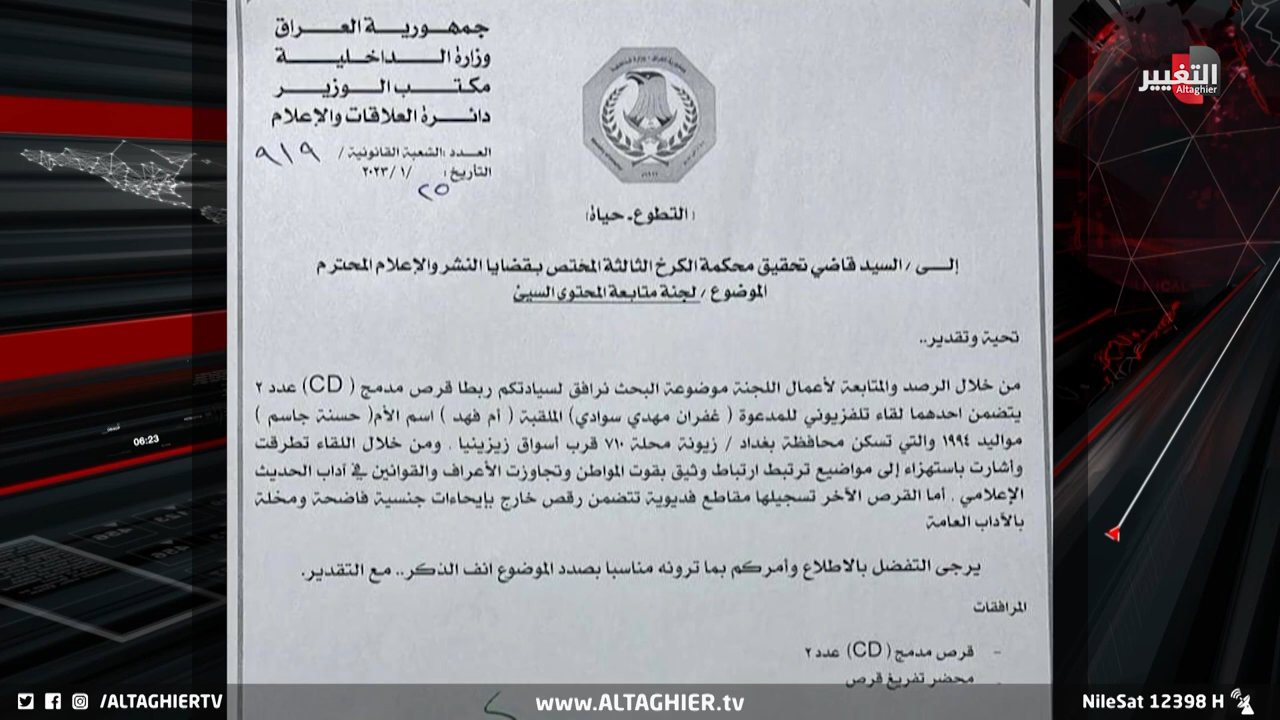 جمهورية العراق
وزارة الداخلية
مكتب الوزير
دائرة العلاقات والإعلام
العدد :الشعبة القانونية / ٩١٩
التأريخ: ٢٥ /١/ ٢٠٢٣
(التطوع. حياة)
إلى / السيد قاضي تحقيق محكمة الكرخ الثالثة المختص بقضايا النشر والإعلام المحترم
الموضوع / لجنة متابعة المحتوى السيئ
تحية وتقدير..
من خلال الرصد والمتابعة لأعمال اللجنة موضوعة البحث نرافق لسيادتكم ربطا قرص مدمج ( CD) عدد ٢
يتضمن احدهما لقاء تلفزيوني للمدعوة ( غفران مهدي سوادي) الملقبة ( أم فهد ) اسم الأم( حسنة جاسم )
مواليد ١٩٩٤ والتي تسكن محافظة بغداد / زيونة محلة ٧١٠ قرب أسواق زيزينيا . ومن خلال اللقاء تطرقت
وأشارت باستهزاء إلى مواضيع ترتبط ارتباط وثيق بقوت المواطن وتجاوزت الأعراف والقوانين في آداب الحديث
الإعلامي . أما القرص الأخر تسجيلها مقاطع فديوية تتضمن رقص خارج بإيحاءات جنسية فاضحة ومخلة
بالآداب العامة
يرجى التفضل بالاطلاع وأمركم بما ترونه مناسبا بصدد الموضوع انف الذكر.. مع التقدير.
المرافقات
- قرص مدمج ( CD) عدد ٢
- محضر تفريغ قرص
التغيير
Altaghier
06:23
/ALTAGHIERTV
www.ALTAGHIER.tv
NileSat 12398 H